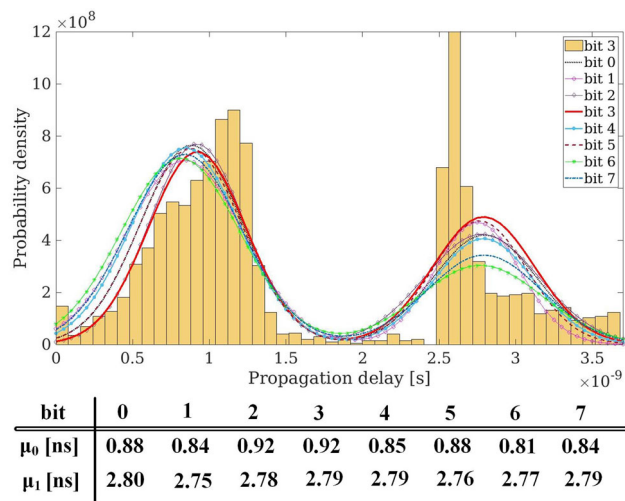 ×10⁸
12
10
8
6
4
2
0
Probability density
bit 3
bit 0
bit 1
bit 2
bit 3
bit 4
bit 5
bit 6
bit 7
0 0.5 1 1.5 2 2.5 3 3.5
Propagation delay [s]
×10⁻⁹
bit 0 1 2 3 4 5 6 7
μ₀ [ns] 0.88 0.84 0.92 0.92 0.85 0.88 0.81 0.84
μ₁ [ns] 2.80 2.75 2.78 2.79 2.79 2.76 2.77 2.79